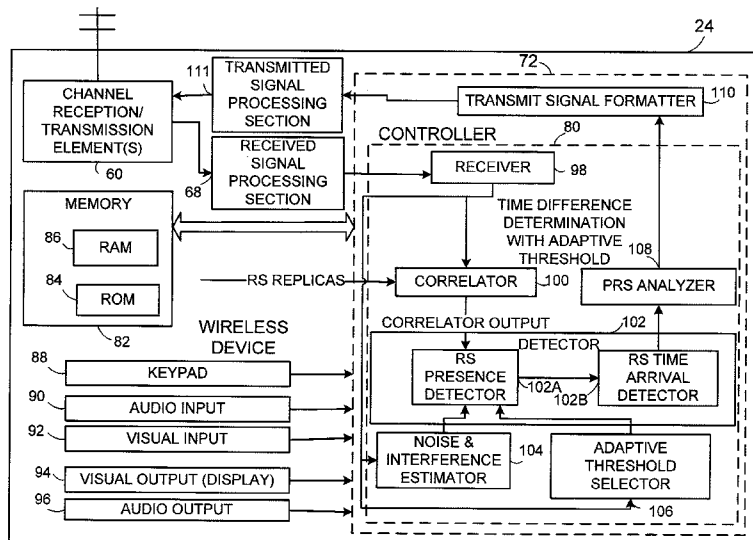 24
72
CHANNEL
RECEPTION/
TRANSMISSION
ELEMENT(S)
60
111
TRANSMITTED
SIGNAL
PROCESSING
SECTION
TRANSMIT SIGNAL FORMATTER
110
CONTROLLER
80
RECEIVED
SIGNAL
PROCESSING
SECTION
68
RECEIVER
98
MEMORY
86
RAM
84
ROM
82
TIME DIFFERENCE
DETERMINATION
WITH ADAPTIVE
THRESHOLD
108
RS REPLICAS
CORRELATOR
100
PRS ANALYZER
CORRELATOR OUTPUT
102
DETECTOR
RS
PRESENCE
DETECTOR
102A
102B
RS TIME
ARRIVAL
DETECTOR
WIRELESS
DEVICE
88
KEYPAD
90
AUDIO INPUT
92
VISUAL INPUT
94
VISUAL OUTPUT (DISPLAY)
96
AUDIO OUTPUT
NOISE &
INTERFERENCE
ESTIMATOR
104
ADAPTIVE
THRESHOLD
SELECTOR
106